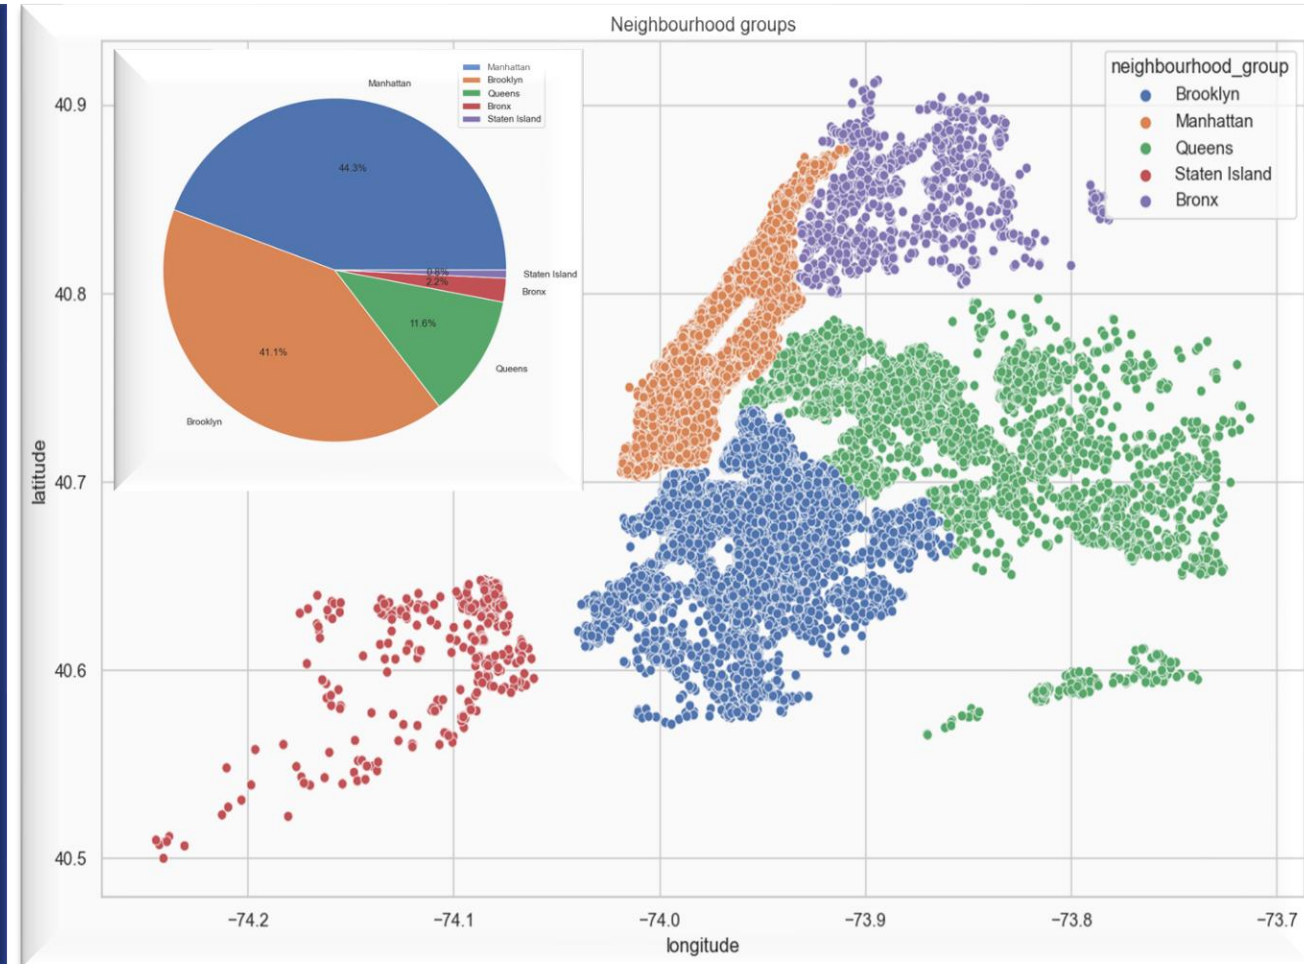 Neighbourhood groups
Manhattan
Brooklyn
Queens
Bronx
Staten Island
Manhattan
44.3%
41.1%
11.6%
0.8%
2.2%
Staten Island
Bronx
Queens
Brooklyn
neighbourhood_group
Brooklyn
Manhattan
Queens
Staten Island
Bronx
latitude
40.9
40.8
40.7
40.6
40.5
−74.2
−74.1
−74.0
−73.9
−73.8
−73.7
longitude